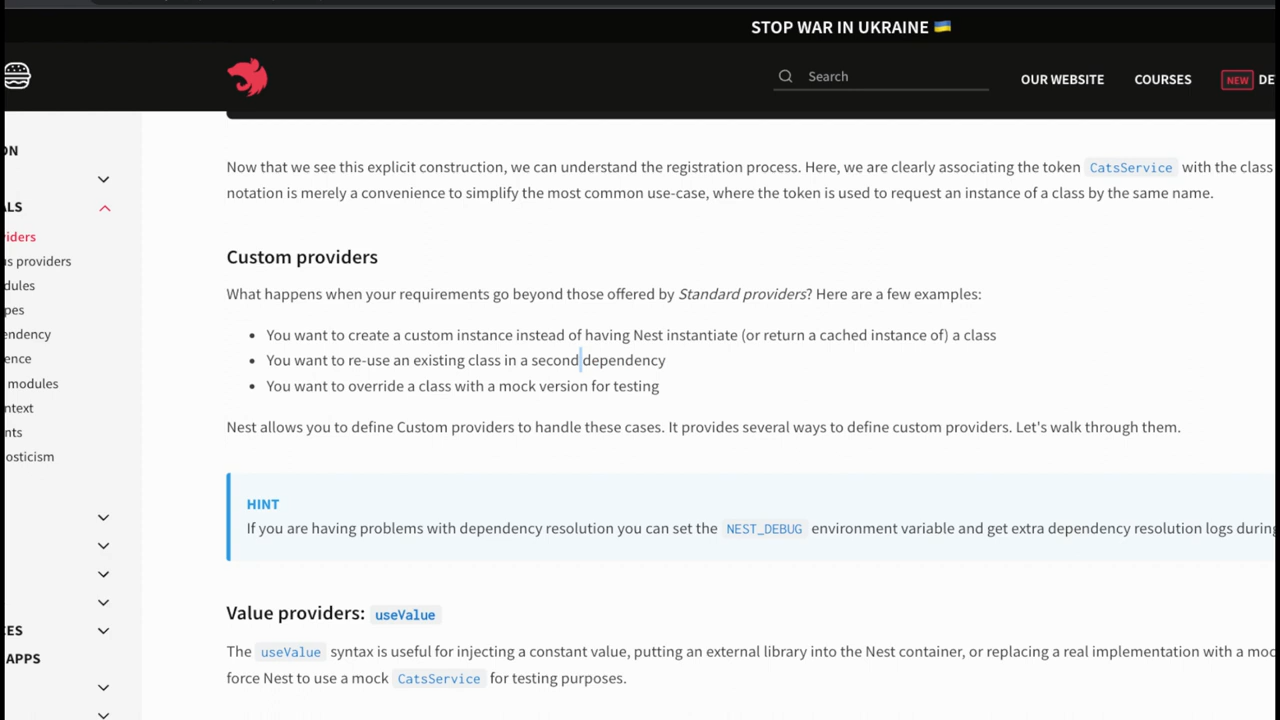 STOP WAR IN UKRAINE 🇺🇦
Search
OUR WEBSITE
COURSES
NEW
DE
ON
ALS
viders
us providers
dules
pes
endency
ence
modules
ntext
nts
osticism
CES
APPS
Now that we see this explicit construction, we can understand the registration process. Here, we are clearly associating the token CatsService with the class
notation is merely a convenience to simplify the most common use-case, where the token is used to request an instance of a class by the same name.
Custom providers
What happens when your requirements go beyond those offered by Standard providers? Here are a few examples:
• You want to create a custom instance instead of having Nest instantiate (or return a cached instance of) a class
• You want to re-use an existing class in a second dependency
• You want to override a class with a mock version for testing
Nest allows you to define Custom providers to handle these cases. It provides several ways to define custom providers. Let's walk through them.
HINT
If you are having problems with dependency resolution you can set the NEST_DEBUG environment variable and get extra dependency resolution logs during
Value providers: useValue
The useValue syntax is useful for injecting a constant value, putting an external library into the Nest container, or replacing a real implementation with a moc
force Nest to use a mock CatsService for testing purposes.